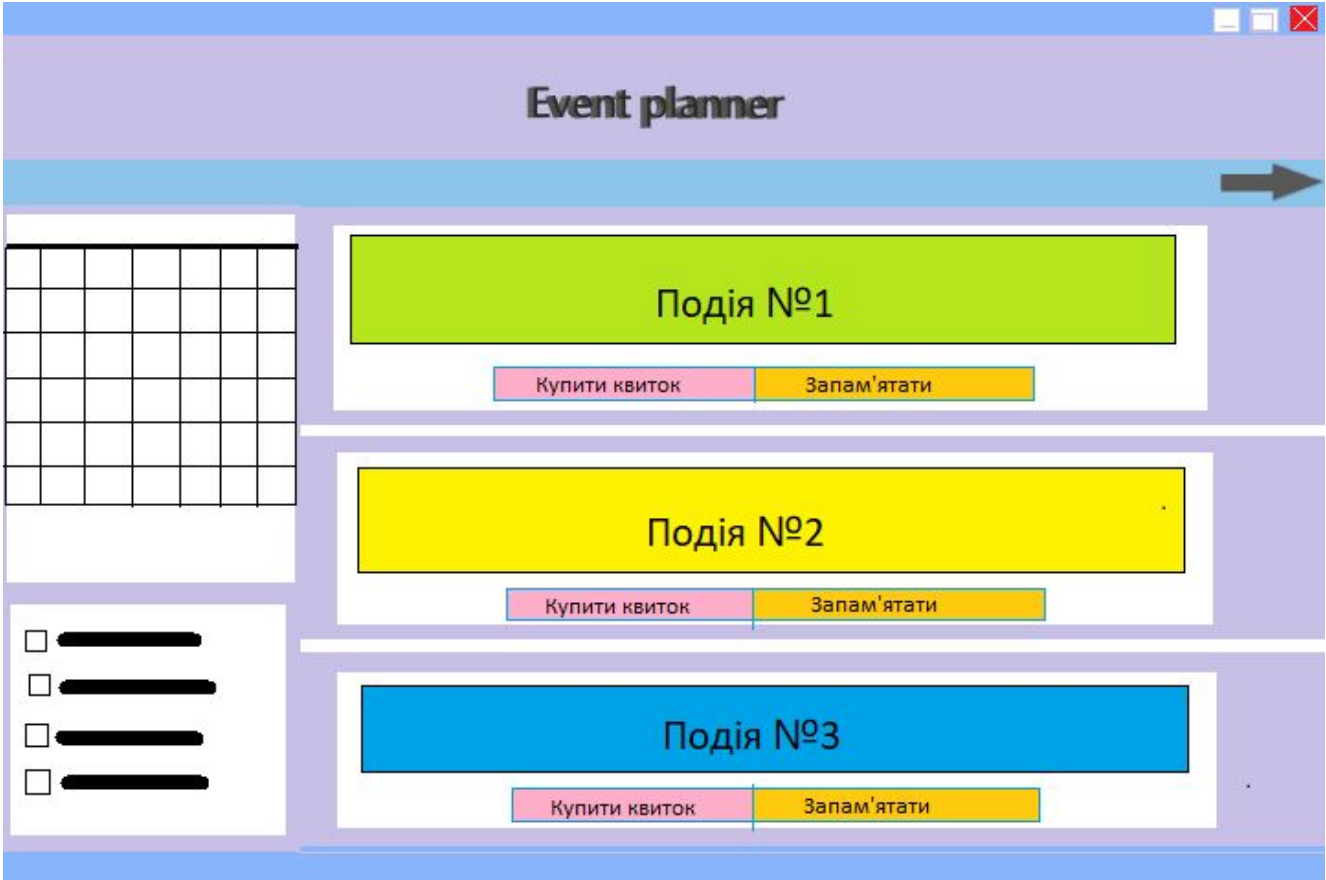 Event planner
Подія №1
Купити квиток Запам'ятати
Подія №2
Купити квиток Запам'ятати
Подія №3
Купити квиток Запам'ятати